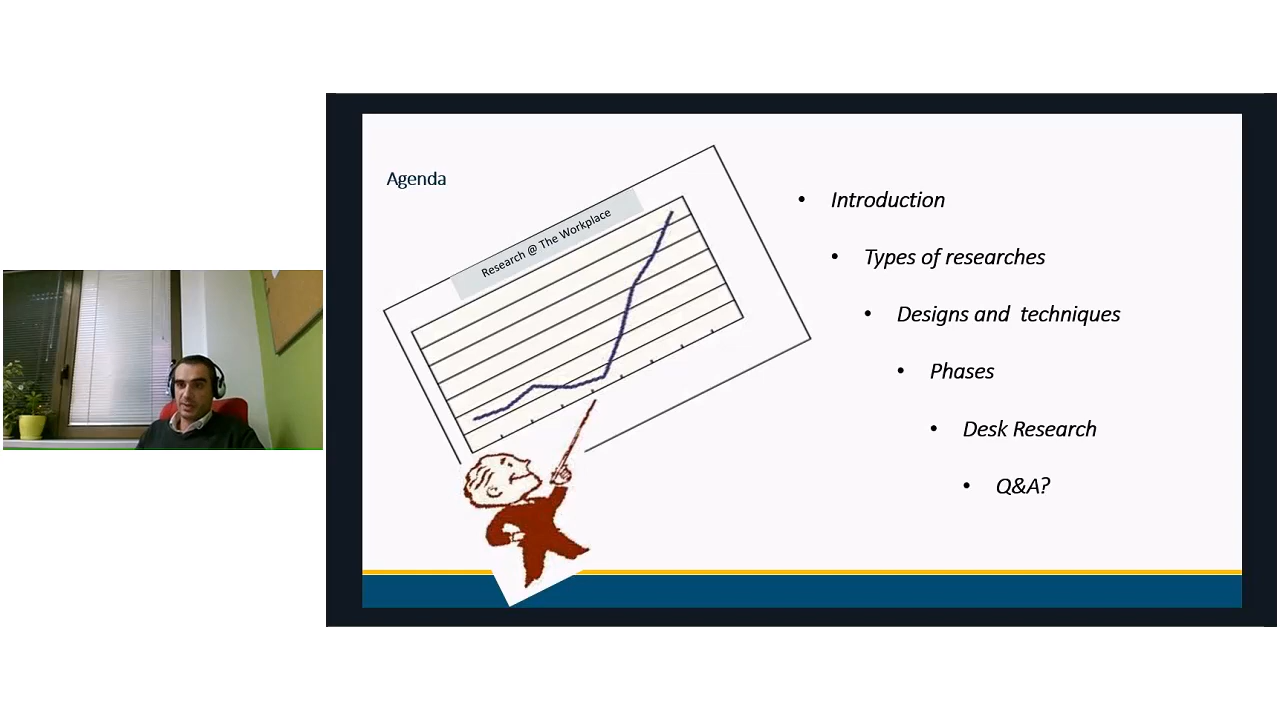 Agenda
Research @ The Workplace
• Introduction
• Types of researches
• Designs and  techniques
• Phases
• Desk Research
• Q&A?